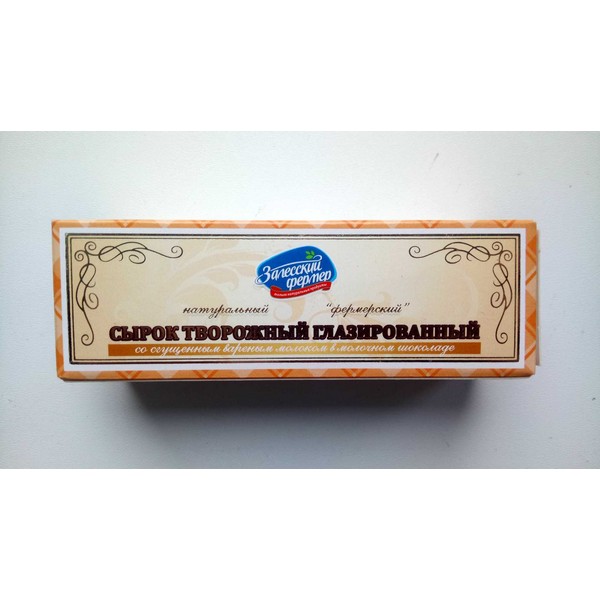 Залесский
фермер
натуральный "фермерский"
СЫРОК ТВОРОЖНЫЙ ГЛАЗИРОВАННЫЙ
со сгущенным вареным молоком в молочном шоколаде